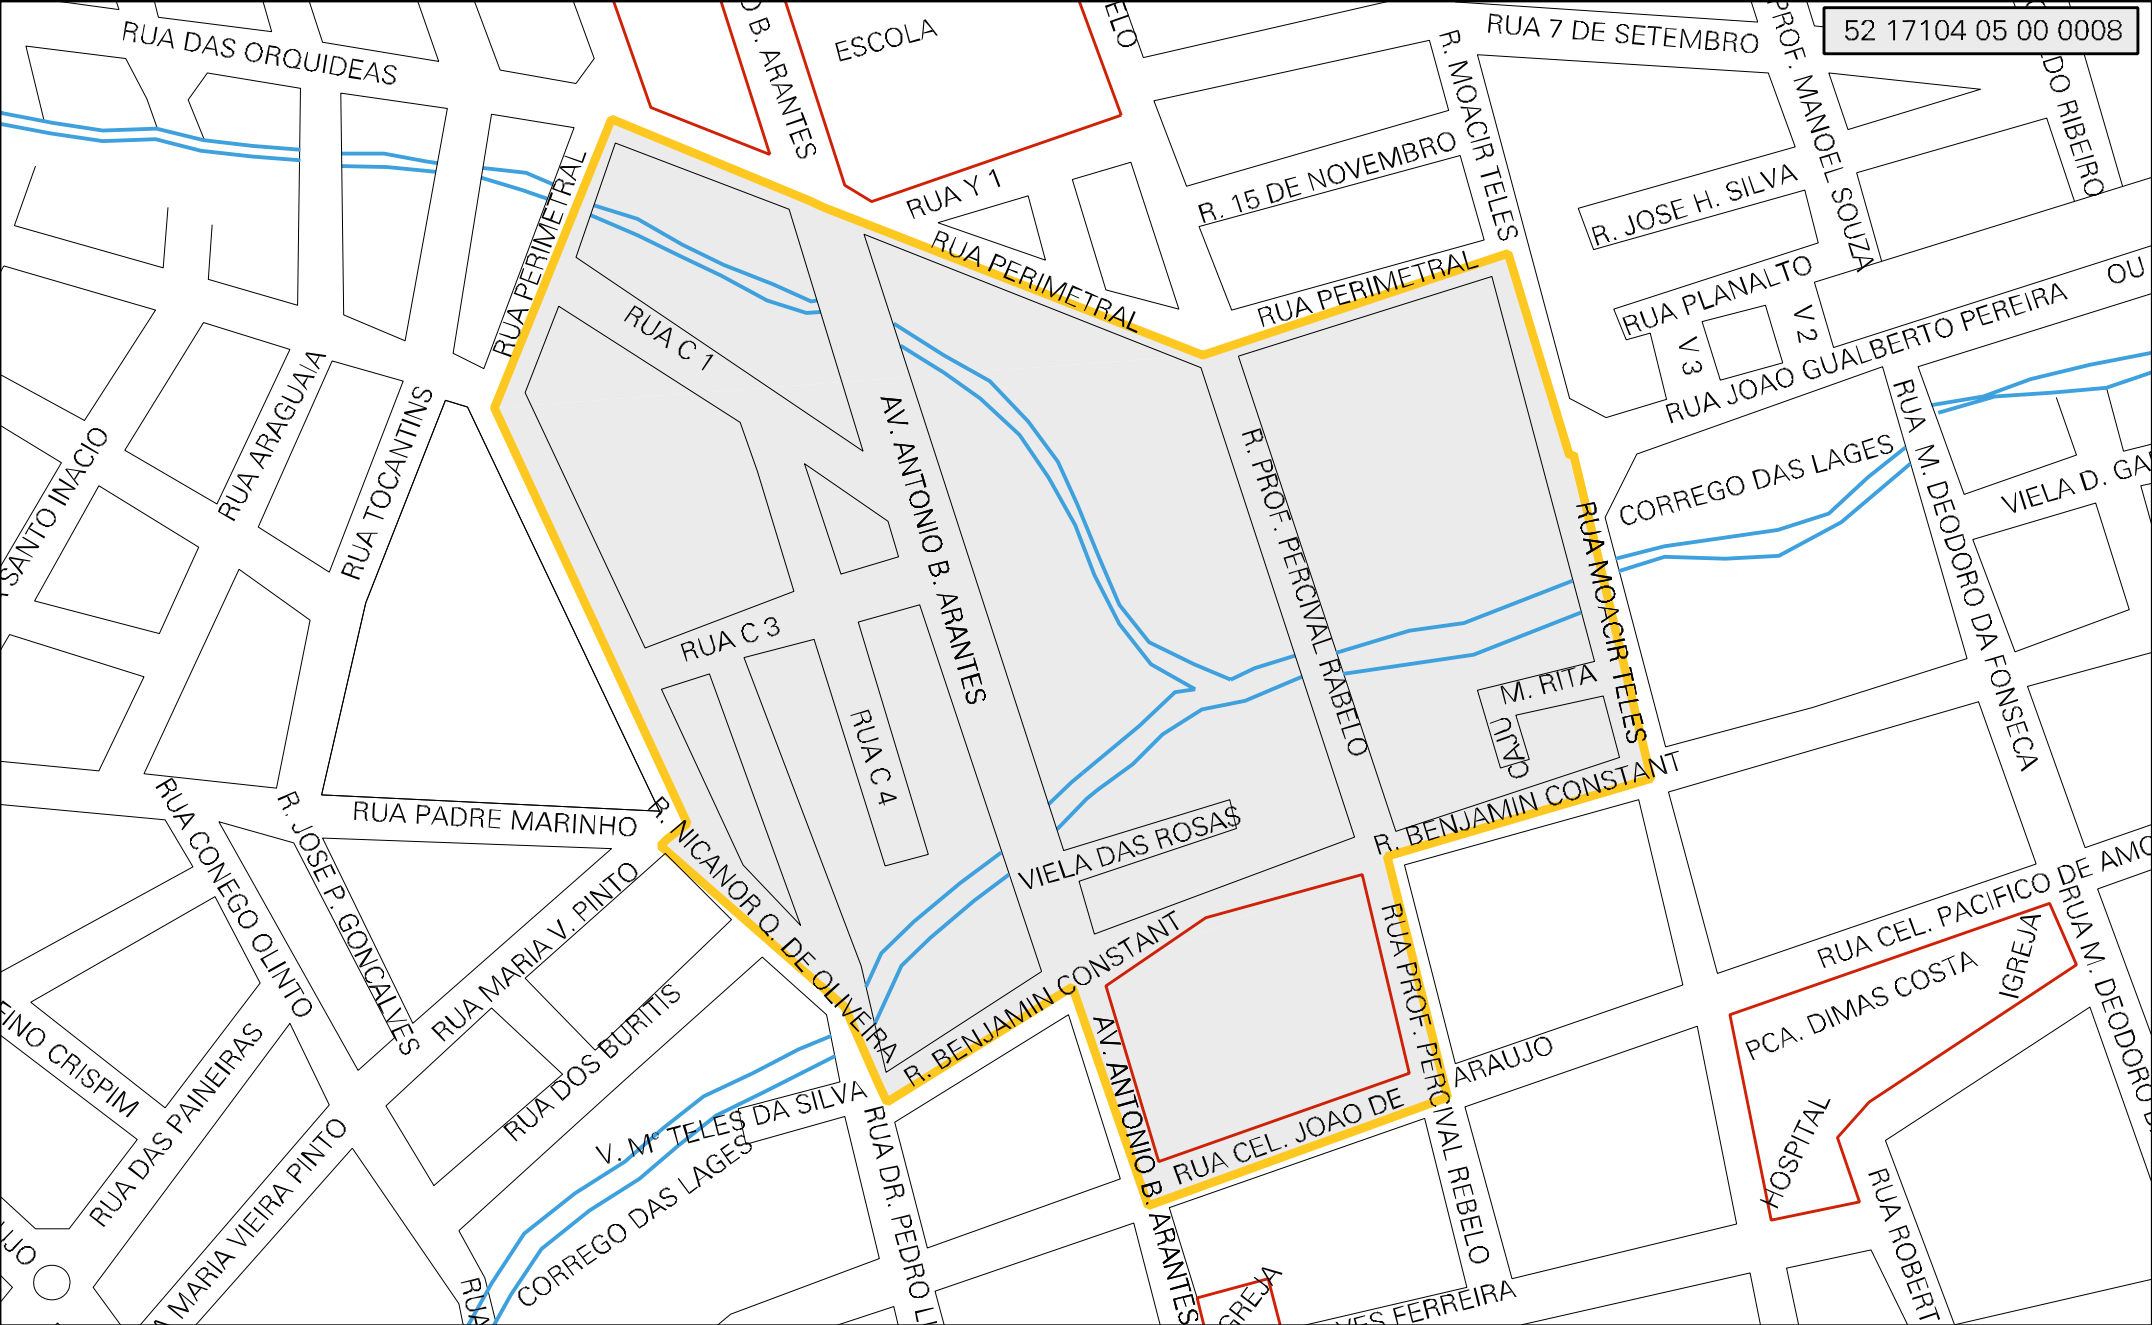 52 17104 05 00 0008
RUA DAS ORQUIDEAS
B. ARANTES
ESCOLA
RUA 7 DE SETEMBRO
R. MOACIR TELES
PROF. MANOEL SOUZA
DO RIBEIRO
R. 15 DE NOVEMBRO
RUA Y 1
R. JOSE H. SILVA
RUA PERIMETRAL
RUA PERIMETRAL
RUA PERIMETRAL
RUA PLANALTO
V 3
V 2
RUA JOAO GUALBERTO PEREIRA
OU
RUA C 1
RUA ARAGUAIA
RUA TOCANTINS
SANTO INACIO
AV. ANTONIO B. ARANTES
R. PROF. PERCIVAL RABELO
CORREGO DAS LAGES
RUA M. DEODORO DA FONSECA
VIELA D. GA
RUA MOACIR TELES
RUA C 3
RUA C 4
M. RITA
CAJU
R. BENJAMIN CONSTANT
RUA PADRE MARINHO
R. NICANOR Q. DE OLIVEIRA
VIELA DAS ROSAS
RUA CONEGO OLINTO
R. JOSE P. GONCALVES
RUA MARIA V. PINTO
R. BENJAMIN CONSTANT
RUA PROF. PERCIVAL REBELO
RUA CEL. PACIFICO DE AMO
IGREJA
PCA. DIMAS COSTA
RUA M. DEODORO D
FINO CRISPIM
RUA DAS PAINEIRAS
RUA DOS BURITIS
AV. ANTONIO B. ARANTES
RUA CEL. JOAO DE ARAUJO
V. Mª TELES DA SILVA
CORREGO DAS LAGES
RUA DR. PEDRO L
HOSPITAL
RUA ROBERT
MARIA VIEIRA PINTO
UJO
RUA
IGREJA
VES FERREIRA